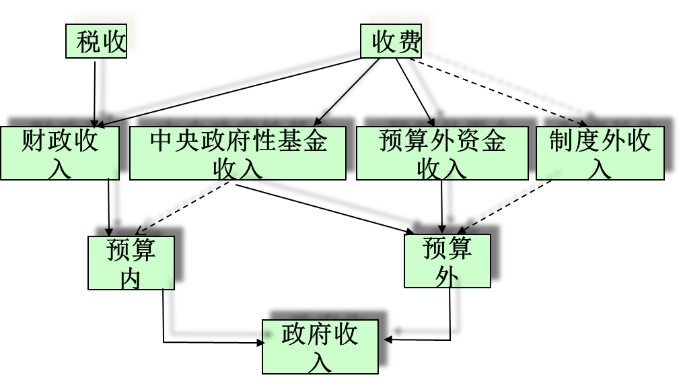 税收
收费
财政收
入
中央政府性基金
收入
预算外资金
收入
制度外收
入
预算
内
预算
外
政府收
入